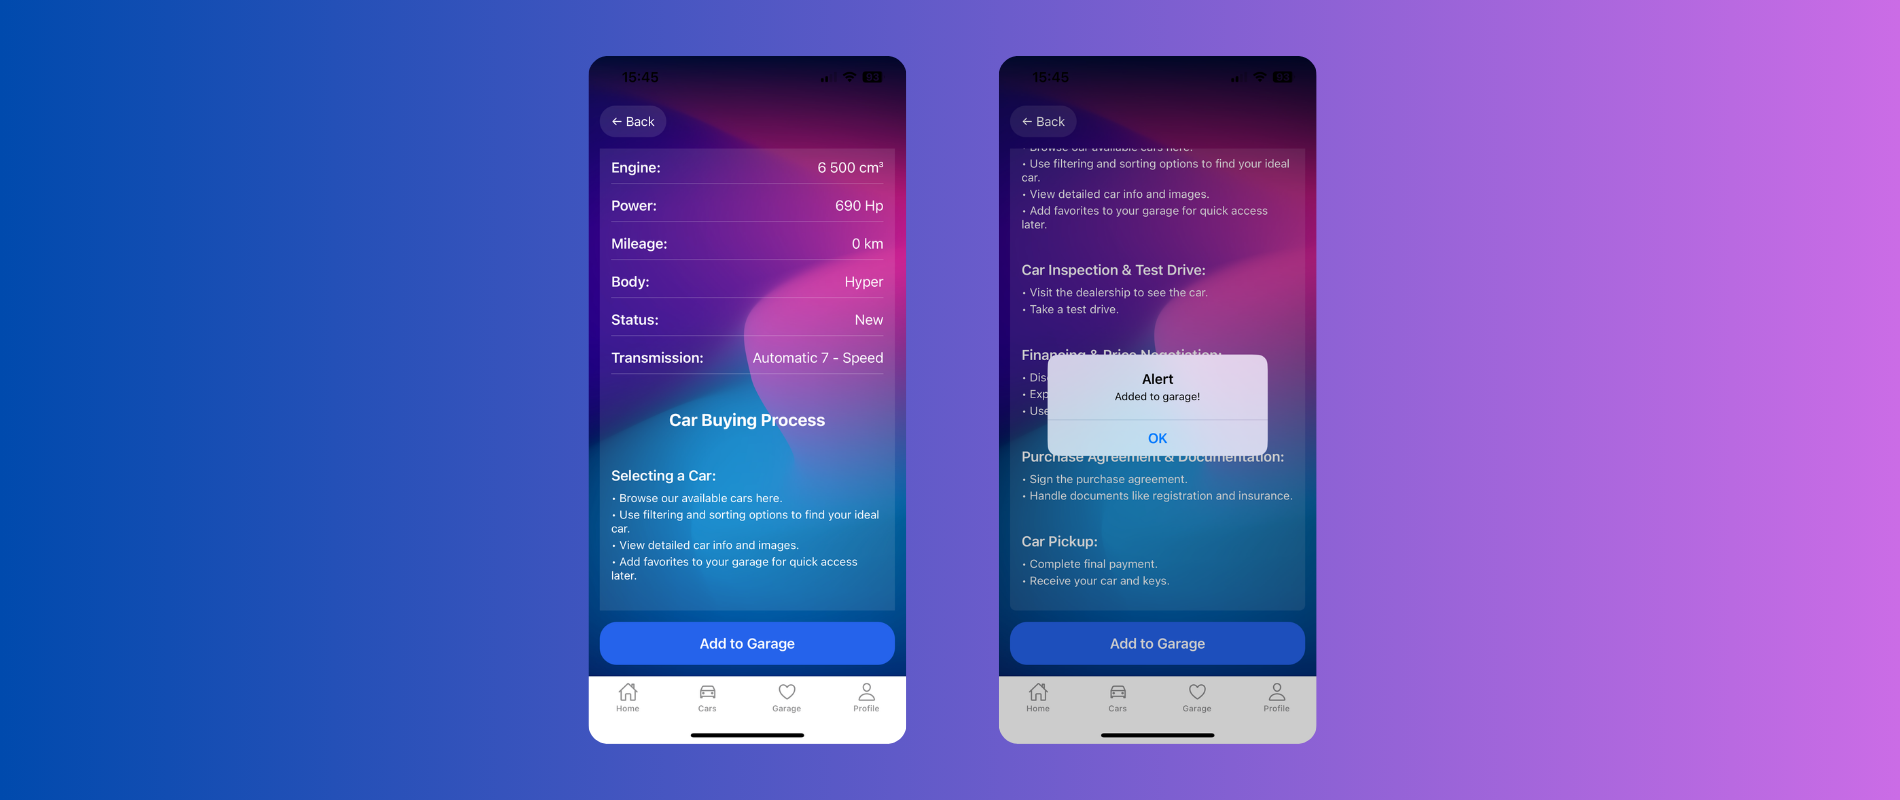 15:45
93
← Back
Engine: 6 500 cm³
Power: 690 Hp
Mileage: 0 km
Body: Hyper
Status: New
Transmission: Automatic 7 - Speed
Car Buying Process
Selecting a Car:
• Browse our available cars here.
• Use filtering and sorting options to find your ideal
car.
• View detailed car info and images.
• Add favorites to your garage for quick access
later.
Add to Garage
Home Cars Garage Profile
15:45
93
← Back
• Browse our available cars here.
• Use filtering and sorting options to find your ideal
car.
• View detailed car info and images.
• Add favorites to your garage for quick access
later.
Car Inspection & Test Drive:
• Visit the dealership to see the car.
• Take a test drive.
Financing & Price Negotiation:
Alert
Added to garage!
OK
Purchase Agreement & Documentation:
• Sign the purchase agreement.
• Handle documents like registration and insurance.
Car Pickup:
• Complete final payment.
• Receive your car and keys.
Add to Garage
Home Cars Garage Profile